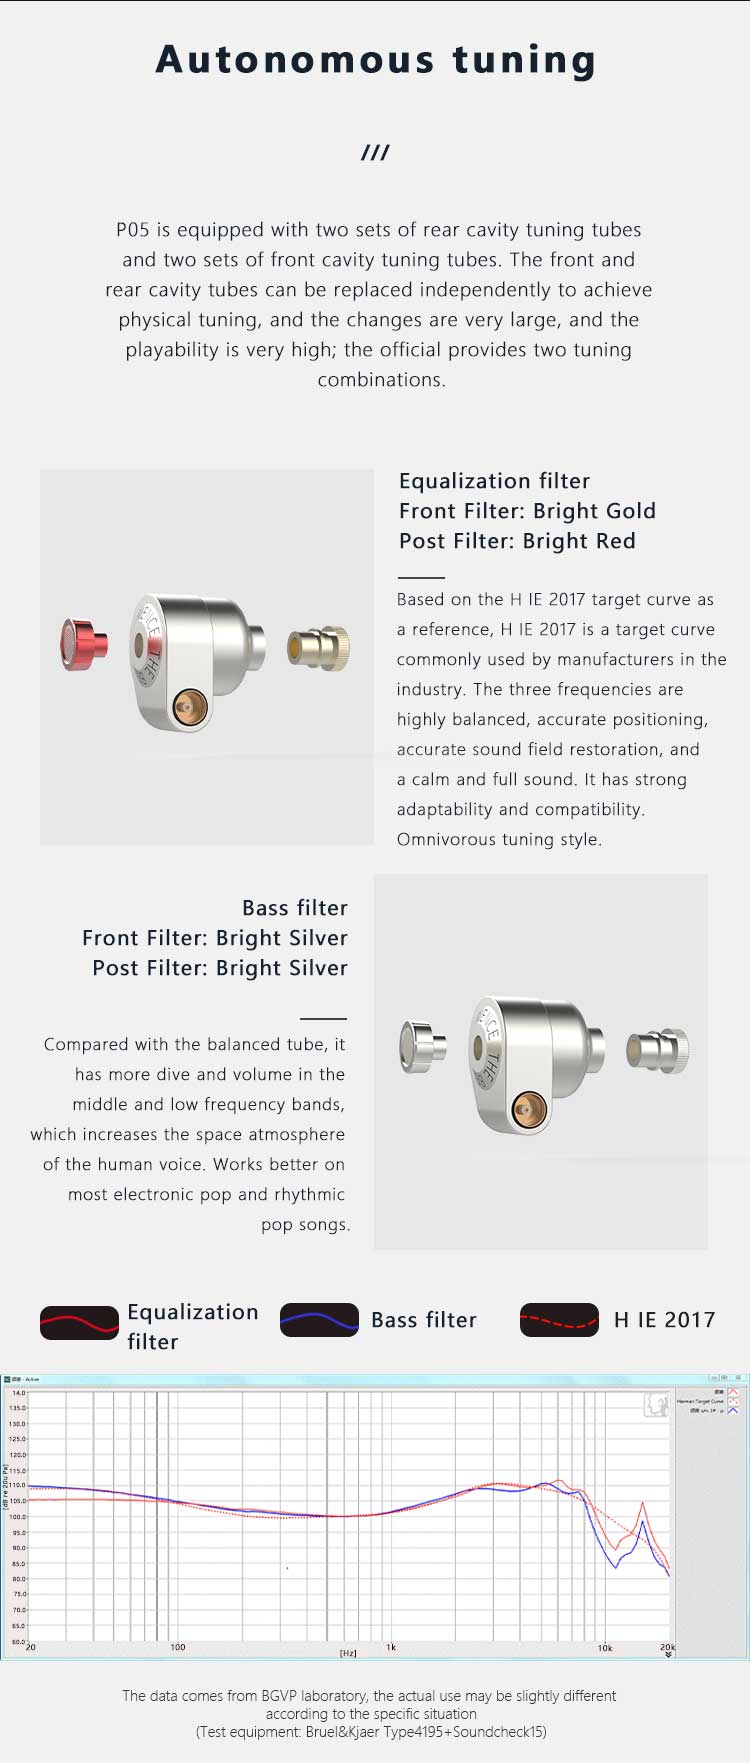 Autonomous tuning
///
P05 is equipped with two sets of rear cavity tuning tubes
and two sets of front cavity tuning tubes. The front and
rear cavity tubes can be replaced independently to achieve
physical tuning, and the changes are very large, and the
playability is very high; the official provides two tuning
combinations.
Equalization filter
Front Filter: Bright Gold
Post Filter: Bright Red
Based on the H IE 2017 target curve as
a reference, H IE 2017 is a target curve
commonly used by manufacturers in the
industry. The three frequencies are
highly balanced, accurate positioning,
accurate sound field restoration, and
a calm and full sound. It has strong
adaptability and compatibility.
Omnivorous tuning style.
THE
Bass filter
Front Filter: Bright Silver
Post Filter: Bright Silver
Compared with the balanced tube, it
has more dive and volume in the
middle and low frequency bands,
which increases the space atmosphere
of the human voice. Works better on
most electronic pop and rhythmic
pop songs.
THE
Equalization
filter
Bass filter
H IE 2017
- Active
Harman Target Curve
14.0
135.0
130.0
125.0
120.0
115.0
110.0
105.0
100.0
95.0
90.0
85.0
80.0
75.0
70.0
65.0
60.0
[dB re 20u Pa]
20 100 1k 10k 20k
[Hz]
The data comes from BGVP laboratory, the actual use may be slightly different
according to the specific situation
(Test equipment: Bruel&Kjaer Type4195+Soundcheck15)